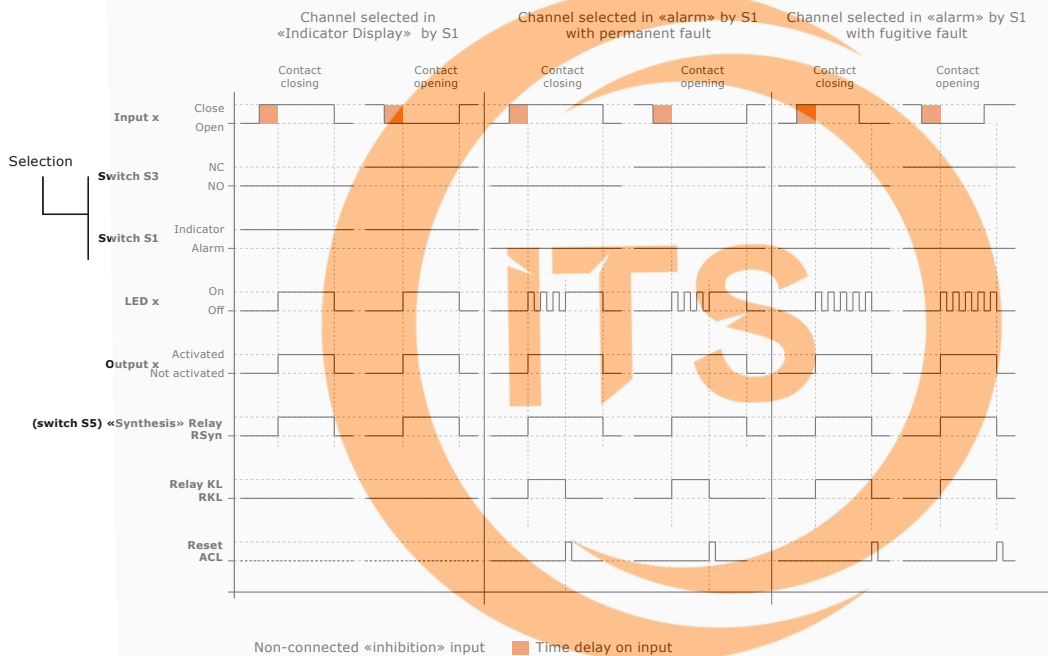 Channel selected in
«Indicator Display» by S1
Channel selected in «alarm» by S1
with permanent fault
Channel selected in «alarm» by S1
with fugitive fault
Contact
closing
Contact
opening
Contact
closing
Contact
opening
Contact
closing
Contact
opening
Input x
Close
Open
Selection
Switch S3
NC
NO
Switch S1
Indicator
Alarm
LED x
On
Off
Output x
Activated
Not activated
(switch S5) «Synthesis» Relay
RSyn
Relay KL
RKL
Reset
ACL
ITS
Non-connected «inhibition» input
Time delay on input